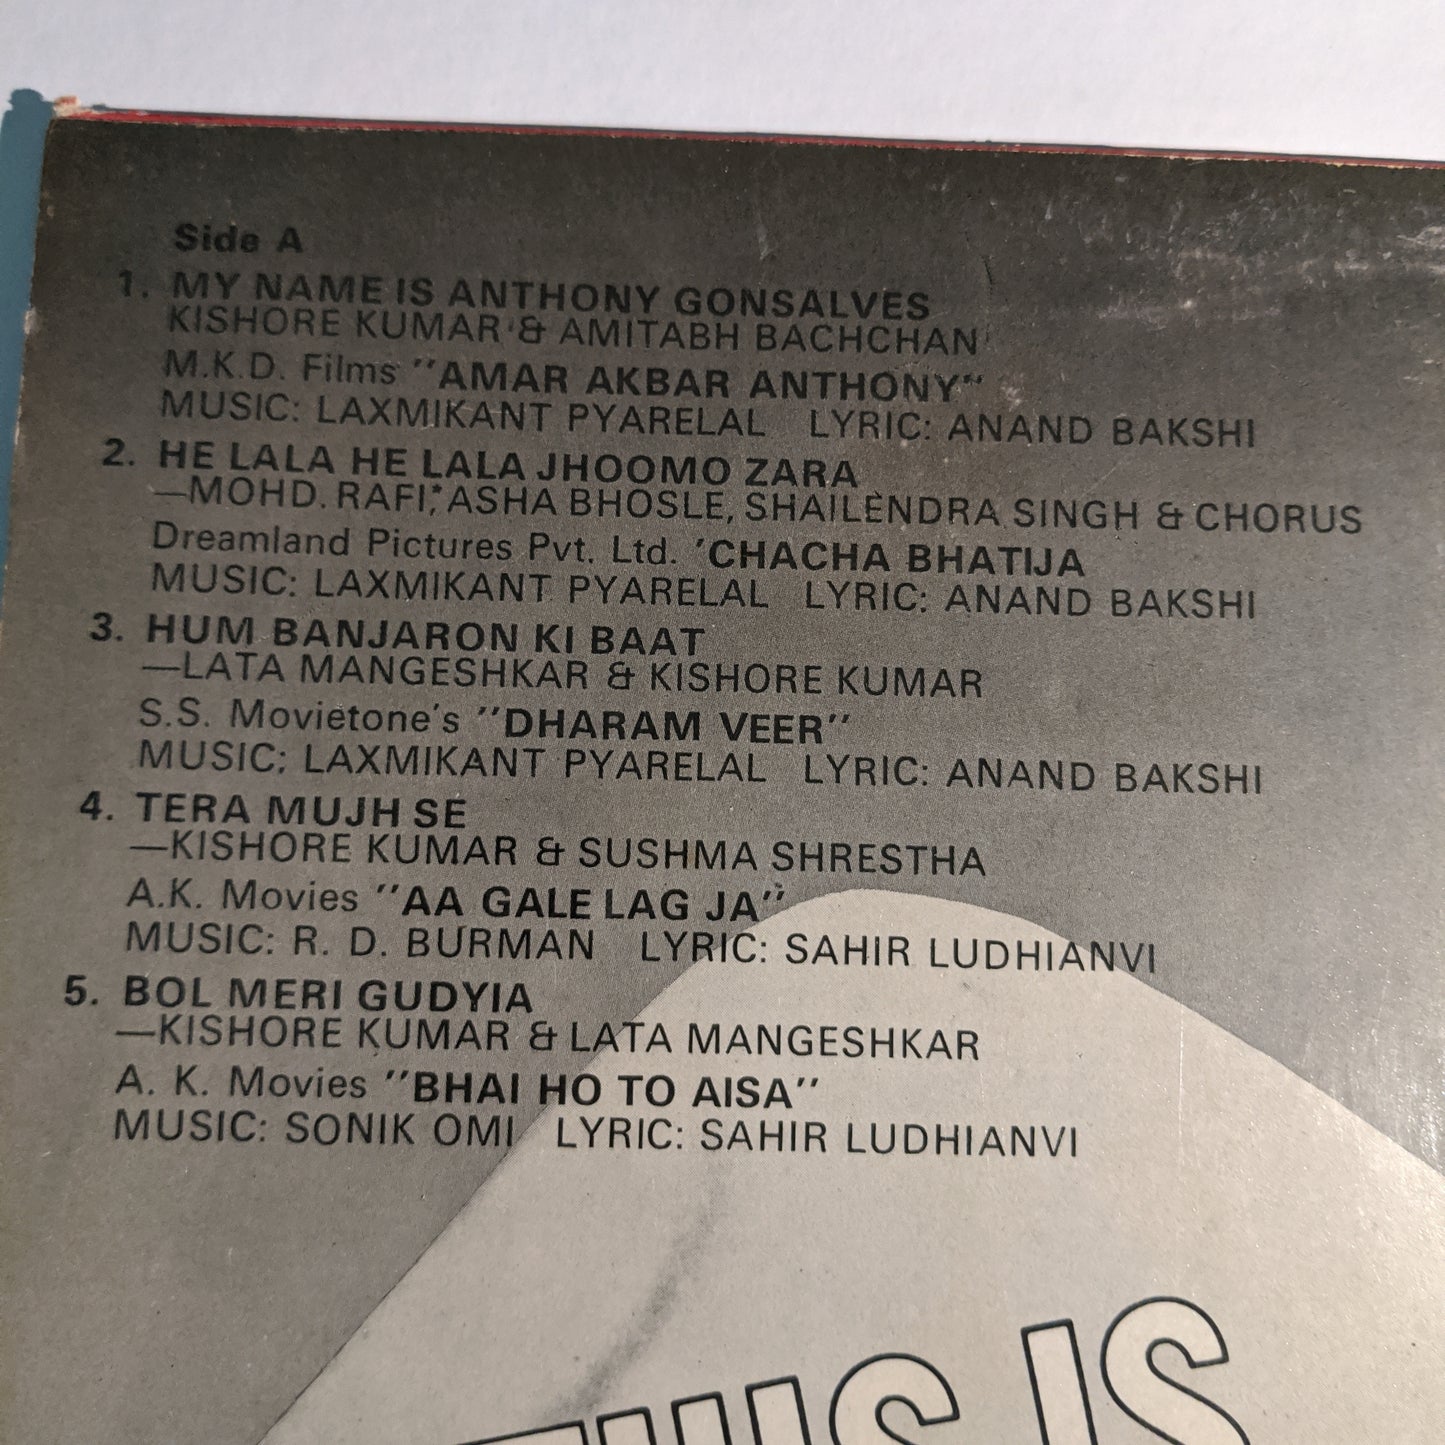 Side A
1. MY NAME IS ANTHONY GONSALVES
KISHORE KUMAR & AMITABH BACHCHAN
M.K.D. Films "AMAR AKBAR ANTHONY"
MUSIC: LAXMIKANT PYARELAL LYRIC: ANAND BAKSHI
2. HE LALA HE LALA JHOOMO ZARA
—MOHD. RAFI, ASHA BHOSLE, SHAILENDRA SINGH & CHORUS
Dreamland Pictures Pvt. Ltd. 'CHACHA BHATIJA
MUSIC: LAXMIKANT PYARELAL LYRIC: ANAND BAKSHI
3. HUM BANJARON KI BAAT
—LATA MANGESHKAR & KISHORE KUMAR
S.S. Movietone's "DHARAM VEER"
MUSIC: LAXMIKANT PYARELAL LYRIC: ANAND BAKSHI
4. TERA MUJH SE
—KISHORE KUMAR & SUSHMA SHRESTHA
A.K. Movies "AA GALE LAG JA"
MUSIC: R. D. BURMAN LYRIC: SAHIR LUDHIANVI
5. BOL MERI GUDYIA
—KISHORE KUMAR & LATA MANGESHKAR
A. K. Movies "BHAI HO TO AISA"
MUSIC: SONIK OMI LYRIC: SAHIR LUDHIANVI
THIS IS